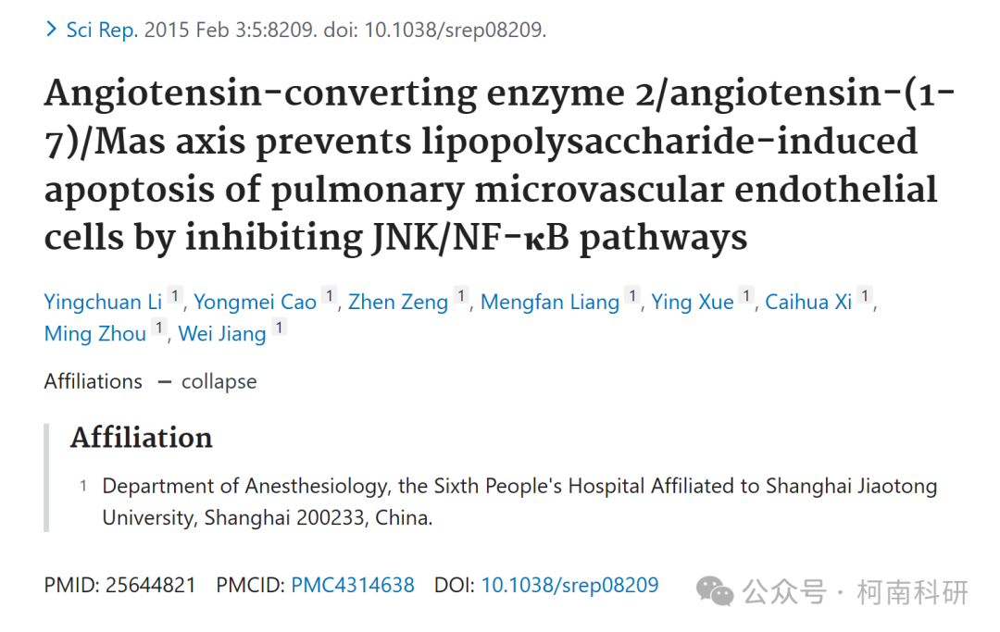 > Sci Rep. 2015 Feb 3:5:8209. doi: 10.1038/srep08209.
Angiotensin-converting enzyme 2/angiotensin-(1-
7)/Mas axis prevents lipopolysaccharide-induced
apoptosis of pulmonary microvascular endothelial
cells by inhibiting JNK/NF-κB pathways
Yingchuan Li 1, Yongmei Cao 1, Zhen Zeng 1, Mengfan Liang 1, Ying Xue 1, Caihua Xi 1,
Ming Zhou 1, Wei Jiang 1
Affiliations — collapse
Affiliation
1 Department of Anesthesiology, the Sixth People's Hospital Affiliated to Shanghai Jiaotong
University, Shanghai 200233, China.
PMID: 25644821 PMCID: PMC4314638 DOI: 10.1038/srep08209
公众号 · 柯南科研